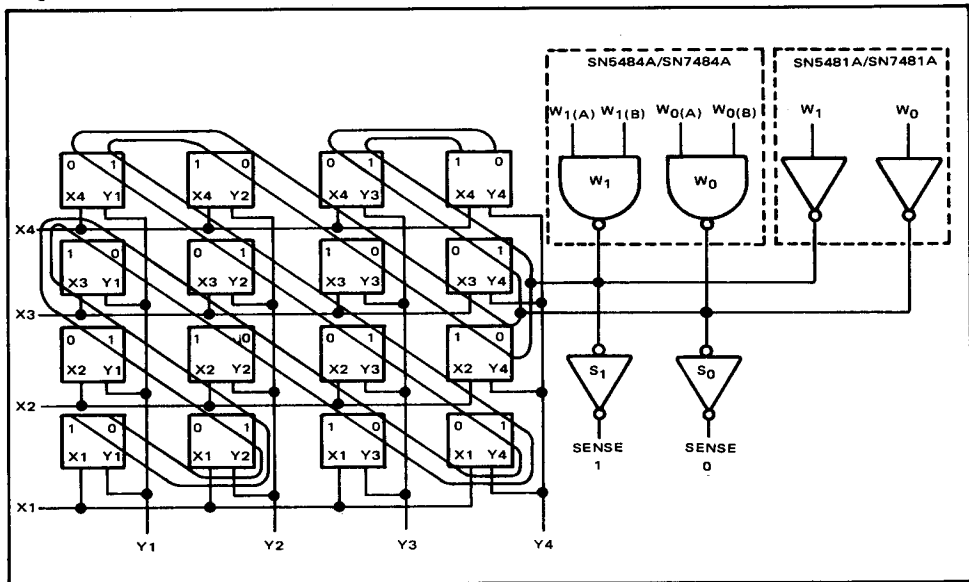 SN5484A/SN7484A SN5481A/SN7481A
W1(A) W1(B) W0(A) W0(B) W1 W0
W1 W0
0 1 1 0 0 1 1 0
X4 Y1 X4 Y2 X4 Y3 X4 Y4
X4
1 0 0 1 1 0 0 1
X3 Y1 X3 Y2 X3 Y3 X3 Y4
X3
0 1 1 0 0 1 1 0
X2 Y1 X2 Y2 X2 Y3 X2 Y4
X2
S1 S0
1 0 0 1 1 0 0 1
X1 Y1 X1 Y2 X1 Y3 X1 Y4
SENSE SENSE
1 0
X1
Y1 Y2 Y3 Y4